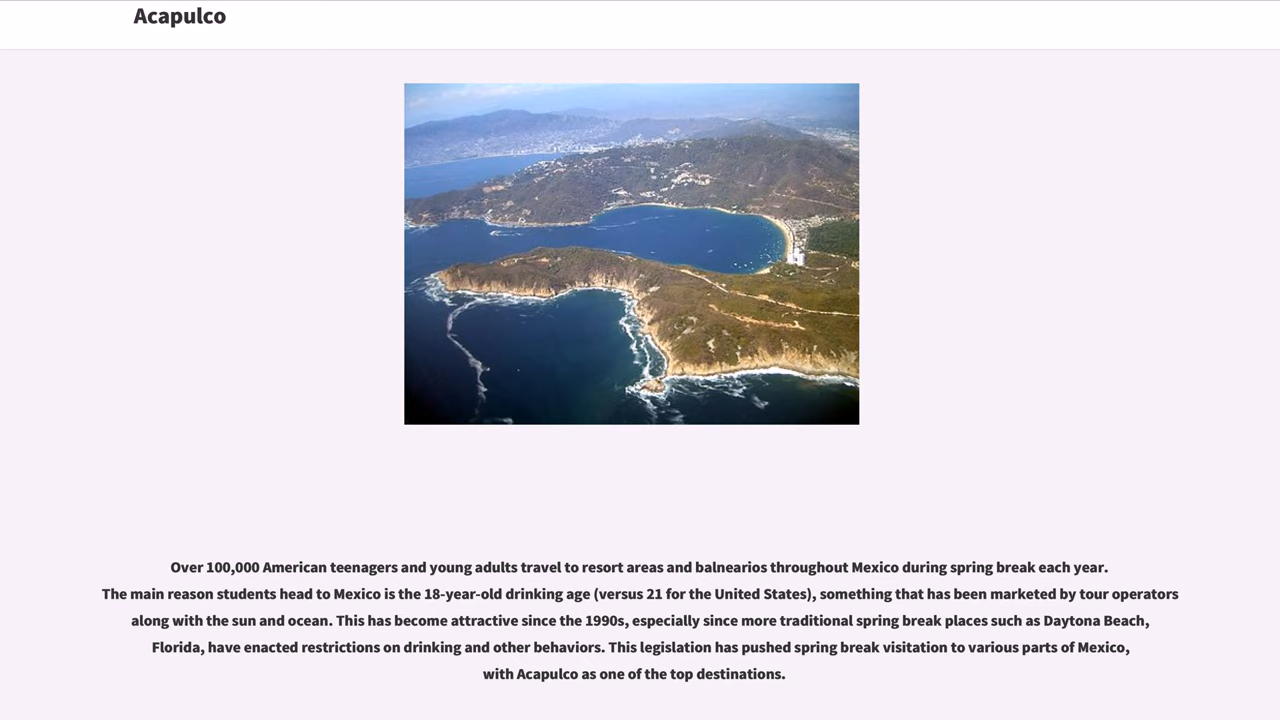 Acapulco
Over 100,000 American teenagers and young adults travel to resort areas and balnearios throughout Mexico during spring break each year.
The main reason students head to Mexico is the 18-year-old drinking age (versus 21 for the United States), something that has been marketed by tour operators
along with the sun and ocean. This has become attractive since the 1990s, especially since more traditional spring break places such as Daytona Beach,
Florida, have enacted restrictions on drinking and other behaviors. This legislation has pushed spring break visitation to various parts of Mexico,
with Acapulco as one of the top destinations.